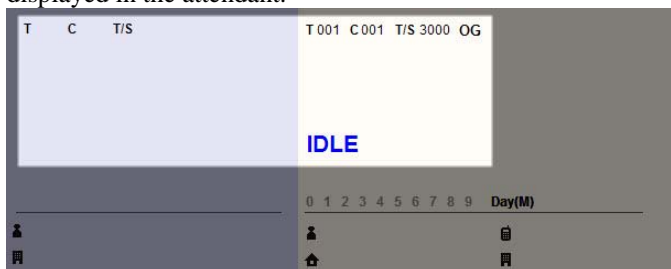 displayed in the attendant.
T C T/S
T 001 C 001 T/S 3000 OG
IDLE
0 1 2 3 4 5 6 7 8 9 Day(M)